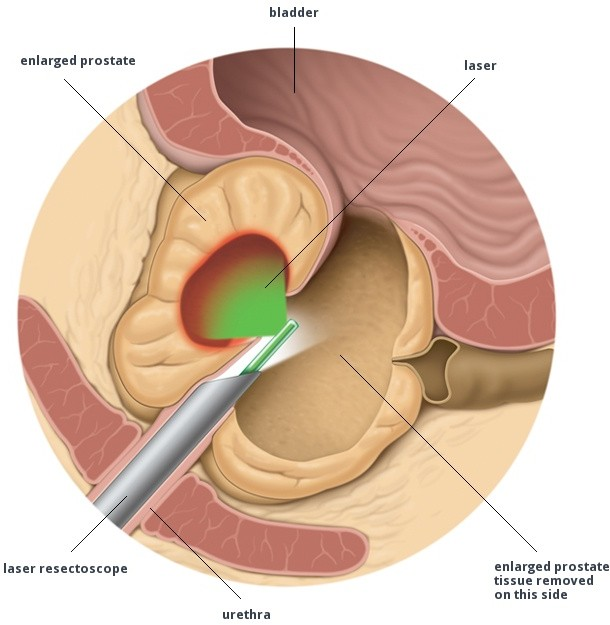 bladder
enlarged prostate
laser
laser resectoscope
enlarged prostate
tissue removed
on this side
urethra